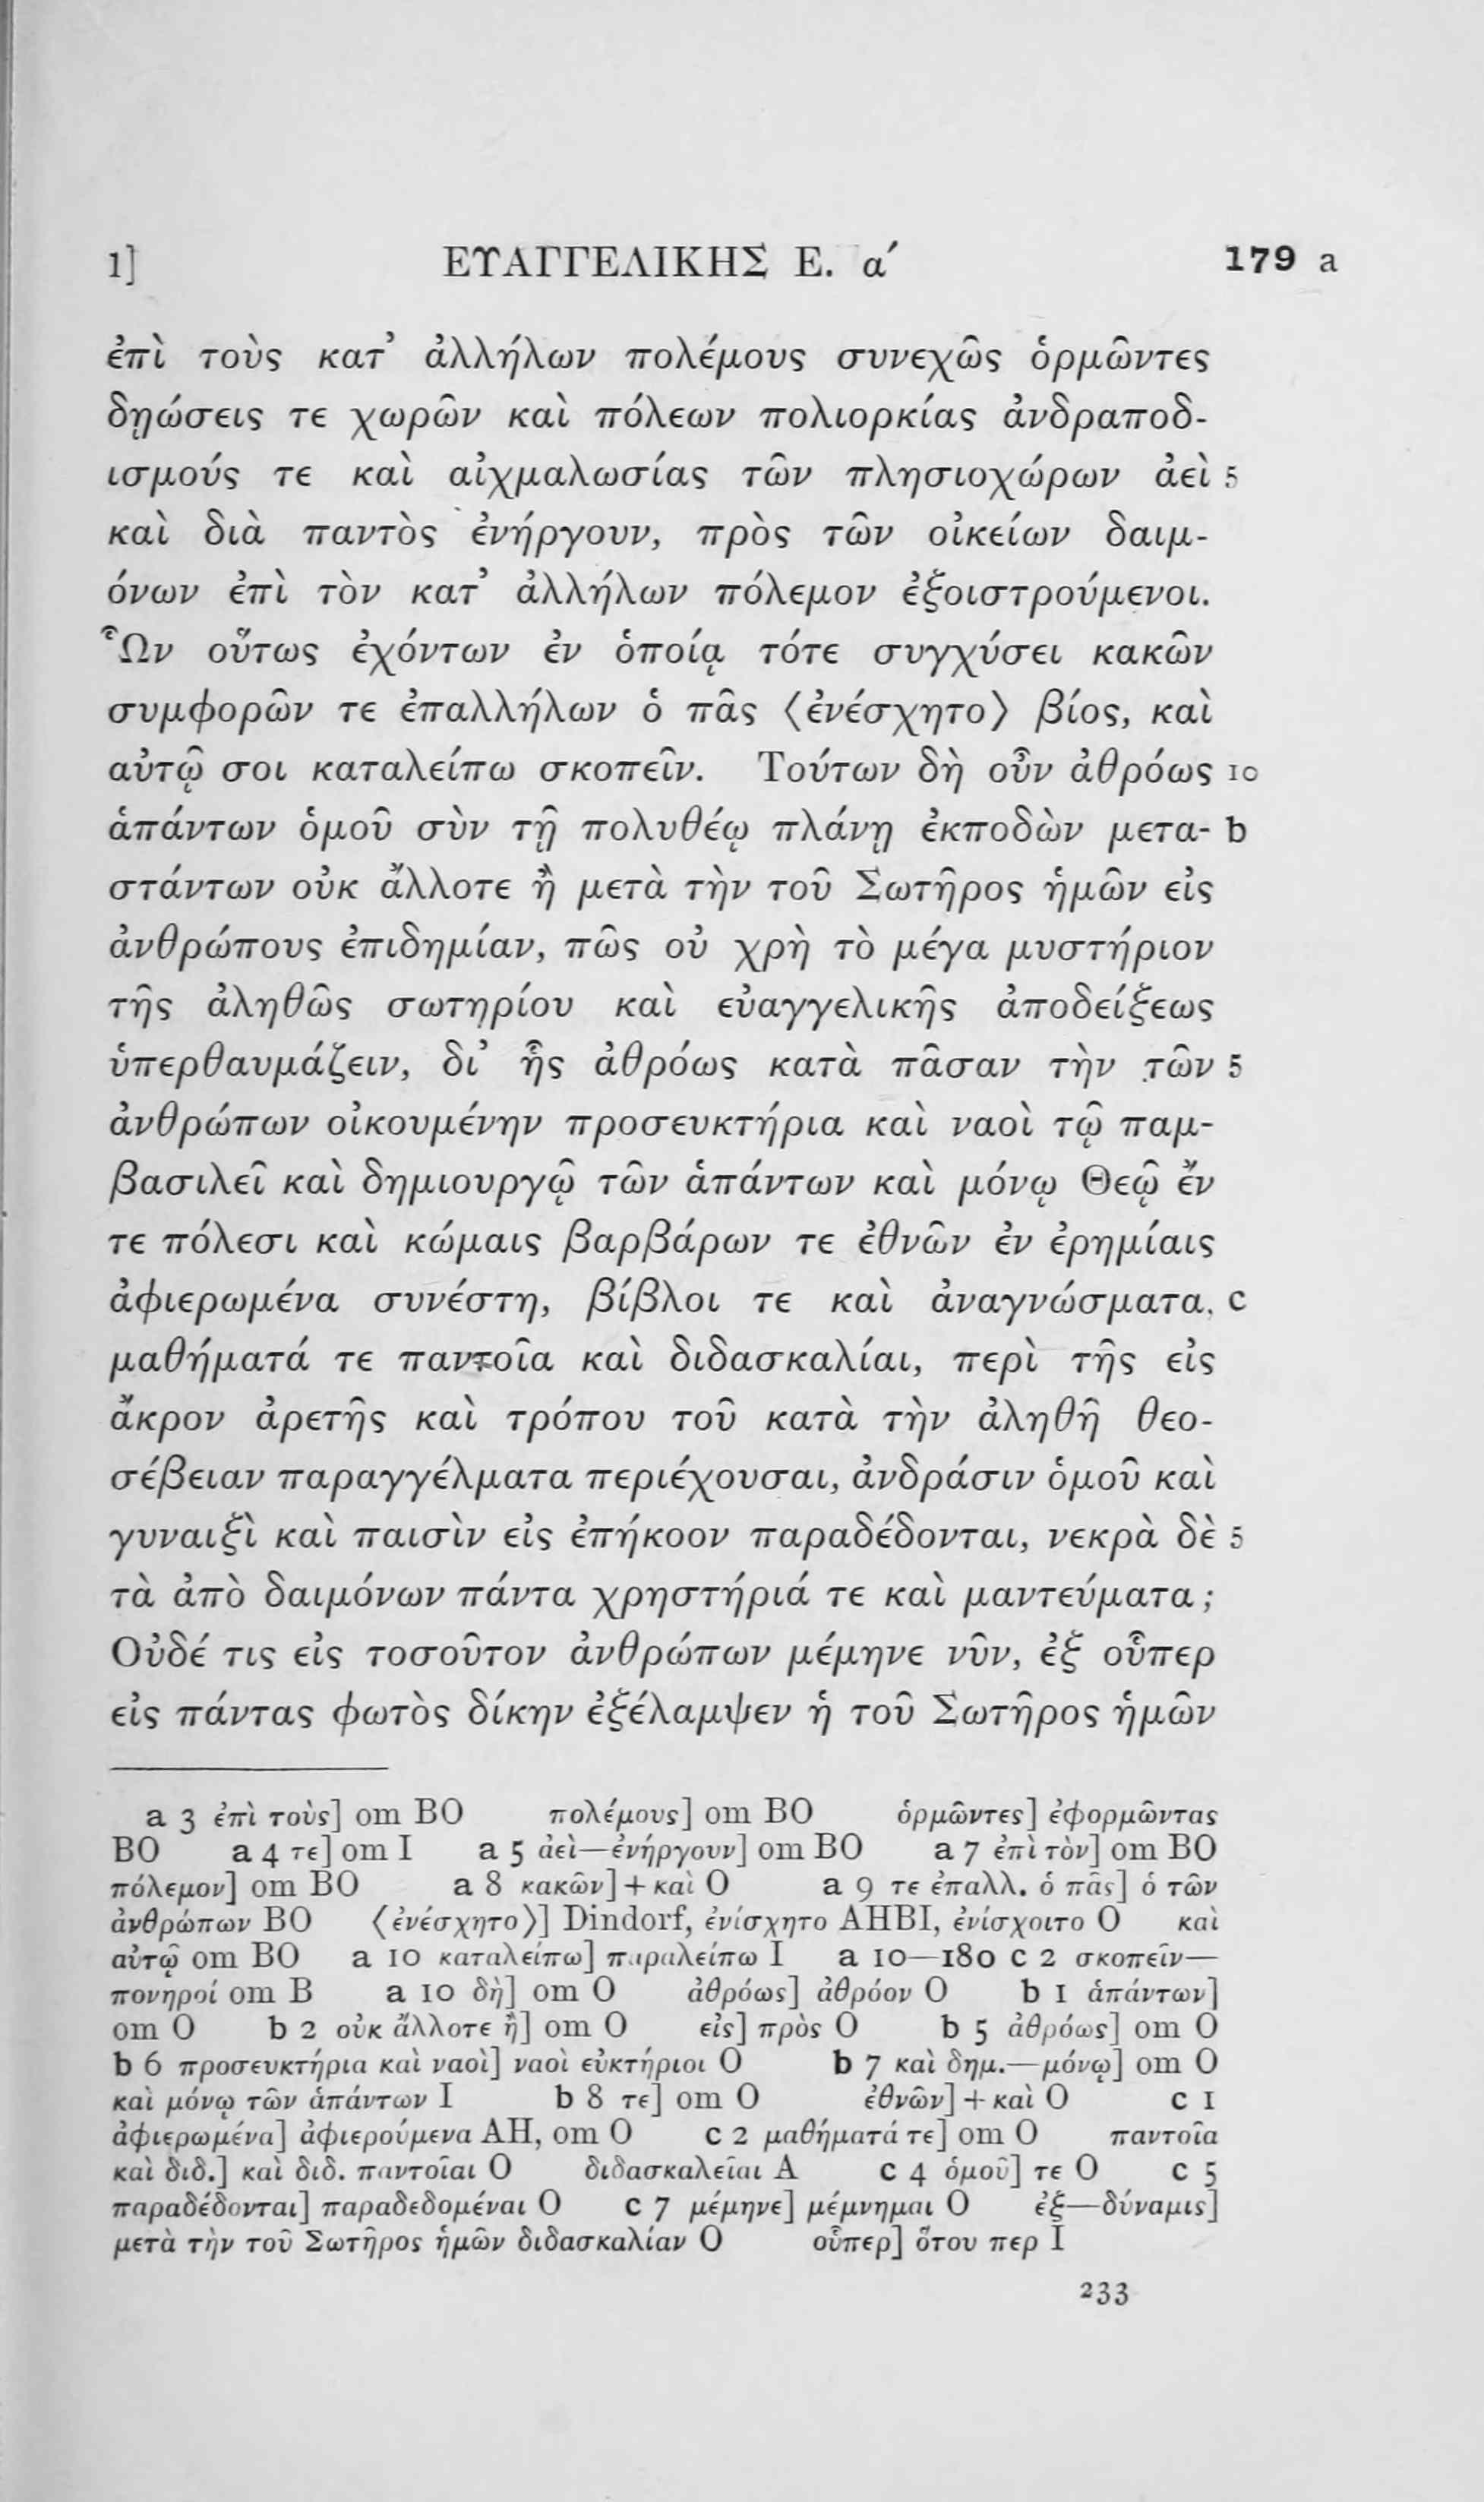 1] ΕΥΑΓΓΕΛΙΚΗΣ Ε. α´ 179 a
ἐπὶ τοὺς κατ’ ἀλλήλων πολέμους συνεχῶς ὁρμῶντες
δῃώσεις τε χωρῶν καὶ πόλεων πολιορκίας ἀνδραποδ-
ισμούς τε καὶ αἰχμαλωσίας τῶν πλησιοχώρων ἀεὶ 5
καὶ διὰ παντὸς ἐνήργουν, πρὸς τῶν οἰκείων δαιμ-
όνων ἐπὶ τὸν κατ’ ἀλλήλων πόλεμον ἐξοιστρούμενοι.
Ὧν οὕτως ἐχόντων ἐν ὁποίᾳ τότε συγχύσει κακῶν
συμφορῶν τε ἐπαλλήλων ὁ πᾶς ⟨ἐνέσχητο⟩ βίος, καὶ
αὐτῷ σοι καταλείπω σκοπεῖν. Τούτων δὴ οὖν ἀθρόως 10
ἁπάντων ὁμοῦ σὺν τῇ πολυθέῳ πλάνῃ ἐκποδὼν μετα- b
στάντων οὐκ ἄλλοτε ἢ μετὰ τὴν τοῦ Σωτῆρος ἡμῶν εἰς
ἀνθρώπους ἐπιδημίαν, πῶς οὐ χρὴ τὸ μέγα μυστήριον
τῆς ἀληθῶς σωτηρίου καὶ εὐαγγελικῆς ἀποδείξεως
ὑπερθαυμάζειν, δι’ ἧς ἀθρόως κατὰ πᾶσαν τὴν τῶν 5
ἀνθρώπων οἰκουμένην προσευκτήρια καὶ ναοὶ τῷ παμ-
βασιλεῖ καὶ δημιουργῷ τῶν ἁπάντων καὶ μόνῳ Θεῷ ἔν
τε πόλεσι καὶ κώμαις βαρβάρων τε ἐθνῶν ἐν ἐρημίαις
ἀφιερωμένα συνέστη, βίβλοι τε καὶ ἀναγνώσματα, c
μαθήματά τε παντοῖα καὶ διδασκαλίαι, περὶ τῆς εἰς
ἄκρον ἀρετῆς καὶ τρόπου τοῦ κατὰ τὴν ἀληθῆ θεο-
σέβειαν παραγγέλματα περιέχουσαι, ἀνδράσιν ὁμοῦ καὶ
γυναιξὶ καὶ παισὶν εἰς ἐπήκοον παραδέδονται, νεκρὰ δὲ 5
τὰ ἀπὸ δαιμόνων πάντα χρηστήριά τε καὶ μαντεύματα;
Οὐδέ τις εἰς τοσοῦτον ἀνθρώπων μέμηνε νῦν, ἐξ οὗπερ
εἰς πάντας φωτὸς δίκην ἐξέλαμψεν ἡ τοῦ Σωτῆρος ἡμῶν
a 3 ἐπὶ τοὺς] om BO πολέμους] om BO ὁρμῶντες] ἐφορμῶντας
BO a 4 τε] om I a 5 ἀεὶ—ἐνήργουν] om BO a 7 ἐπὶ τὸν] om BO
πόλεμον] om BO a 8 κακῶν] + καὶ O a 9 τε ἐπαλλ. ὁ πᾶς] ὁ τῶν
ἀνθρώπων BO ⟨ἐνέσχητο⟩] Dindorf, ἐνίσχητο AHBI, ἐνίσχοιτο O καὶ
αὐτῷ om BO a 10 καταλείπω] παραλείπω I a 10—180 c 2 σκοπεῖν—
πονηροί om B a 10 δὴ] om O ἀθρόως] ἀθρόον O b 1 ἁπάντων]
om O b 2 οὐκ ἄλλοτε ἢ] om O εἰς] πρὸς O b 5 ἀθρόως] om O
b 6 προσευκτήρια καὶ ναοὶ] ναοὶ εὐκτήριοι O b 7 καὶ δημ.—μόνῳ] om O
καὶ μόνῳ τῶν ἁπάντων I b 8 τε] om O ἐθνῶν] + καὶ O c 1
ἀφιερωμένα] ἀφιερούμενα AH, om O c 2 μαθήματά τε] om O παντοῖα
καὶ διδ.] καὶ διδ. παντοῖαι O διδασκαλεῖαι A c 4 ὁμοῦ] τε O c 5
παραδέδονται] παραδεδομέναι O c 7 μέμηνε] μέμνημαι O ἐξ—δύναμις]
μετὰ τὴν τοῦ Σωτῆρος ἡμῶν διδασκαλίαν O οὗπερ] ὅτου περ I
233